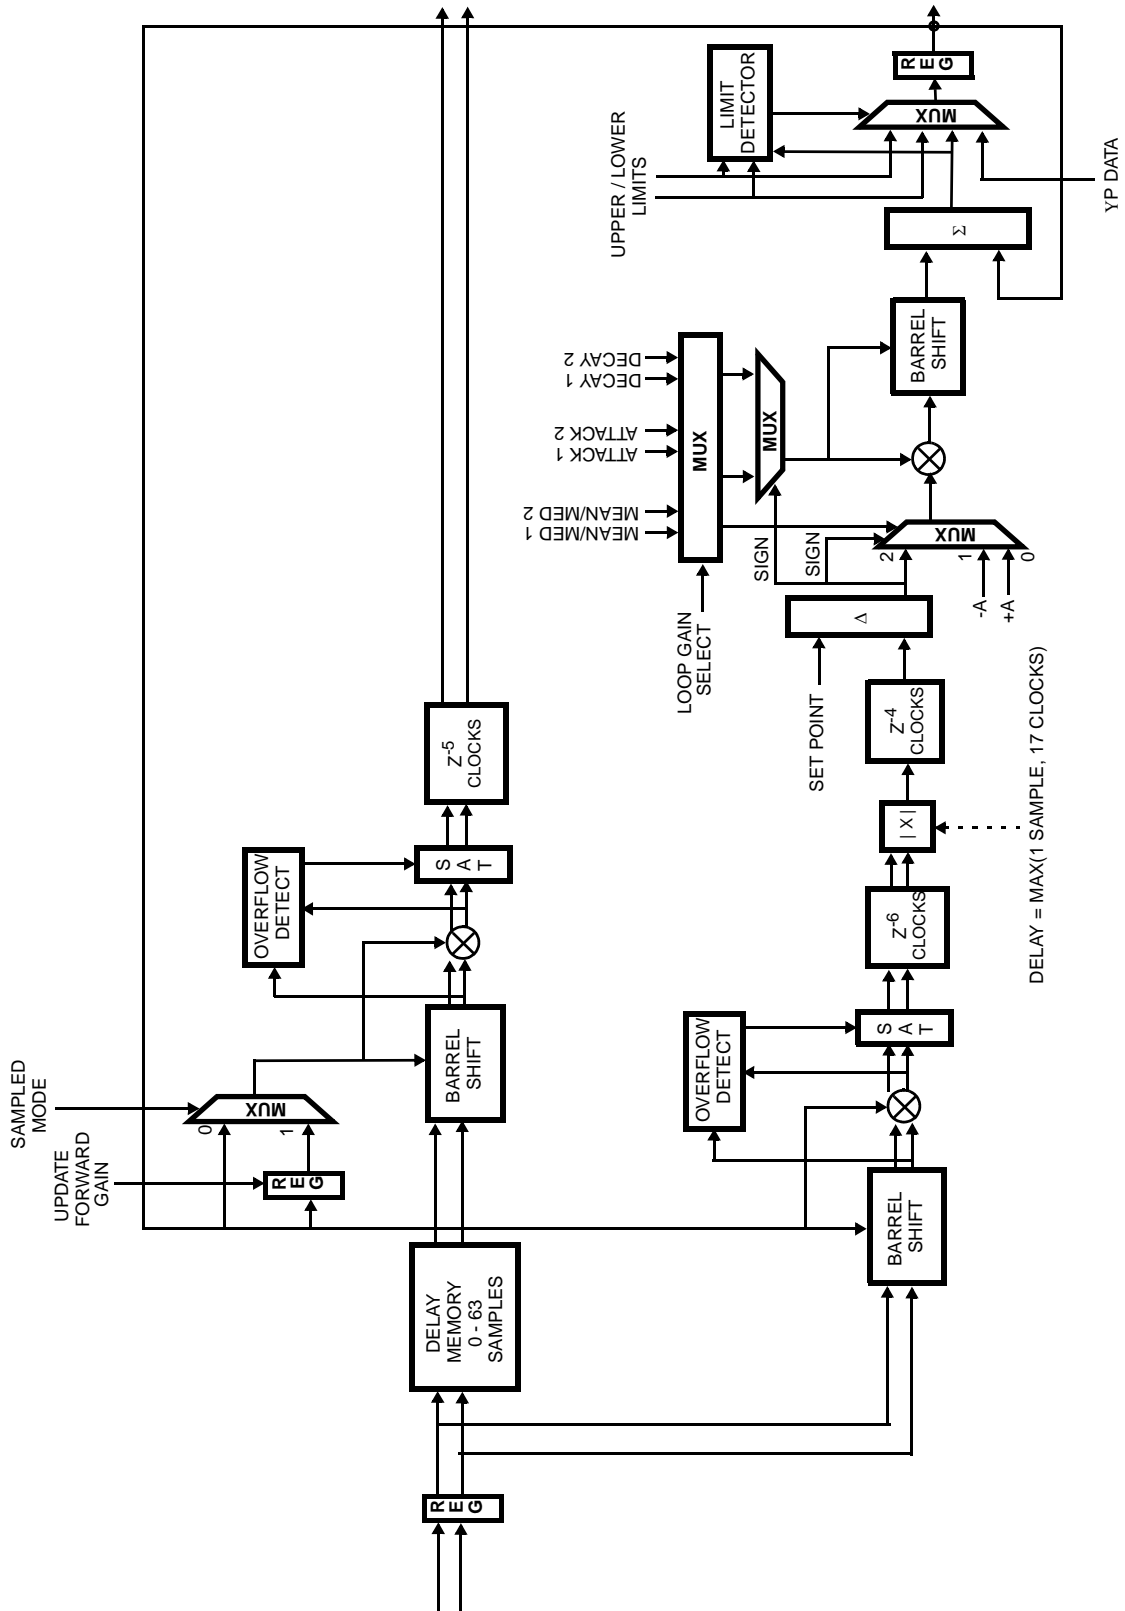 SAMPLED
MODE
UPDATE
FORWARD
GAIN
MUX
0
1
REG
REG
DELAY
MEMORY
0 - 63
SAMPLES
BARREL
SHIFT
OVERFLOW
DETECT
SAT
Z-5
CLOCKS
BARREL
SHIFT
OVERFLOW
DETECT
SAT
Z-6
CLOCKS
| X |
DELAY = MAX(1 SAMPLE, 17 CLOCKS)
Z-4
CLOCKS
SET POINT
Δ
SIGN
SIGN
2
1
0
-A
+A
MUX
LOOP GAIN
SELECT
MEAN/MED 1
MEAN/MED 2
ATTACK 1
ATTACK 2
DECAY 1
DECAY 2
MUX
MUX
BARREL
SHIFT
Σ
UPPER / LOWER
LIMITS
LIMIT
DETECTOR
MUX
REG
YP DATA